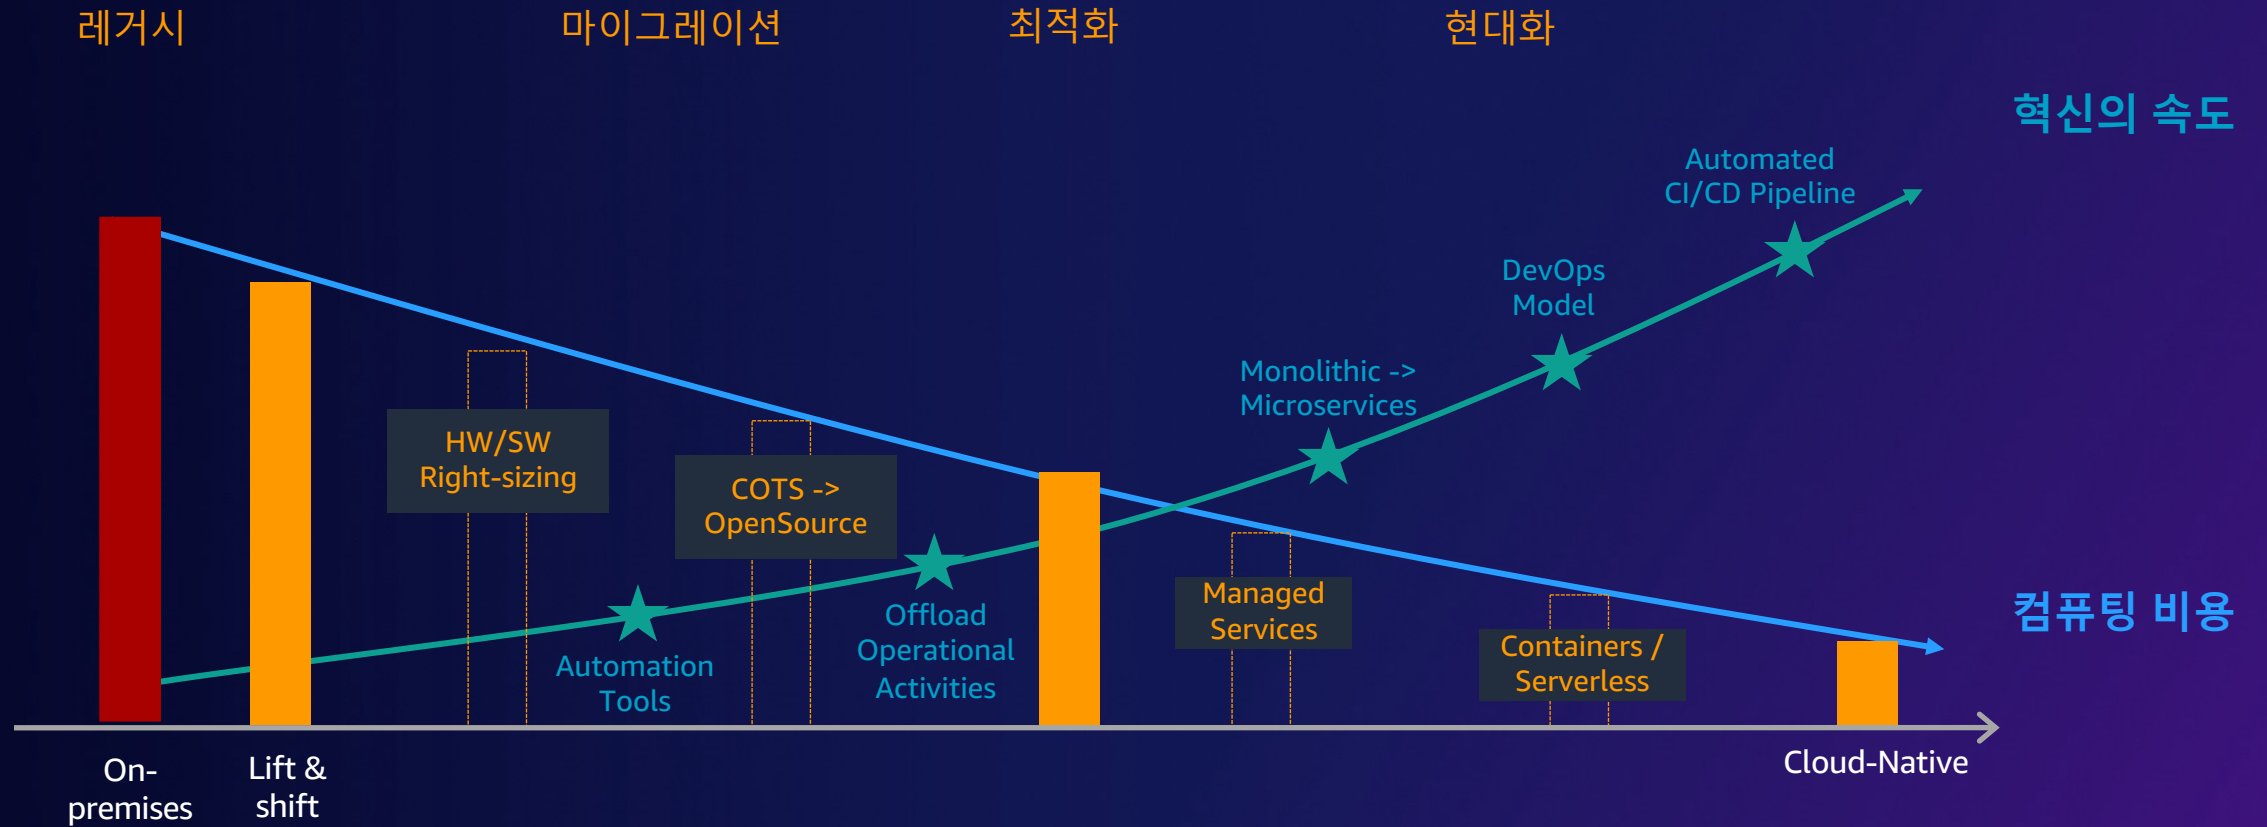 레거시
마이그레이션
최적화
현대화
혁신의 속도
Automated
CI/CD Pipeline
DevOps
Model
Monolithic ->
Microservices
HW/SW
Right-sizing
COTS ->
OpenSource
Automation
Tools
Offload
Operational
Activities
Managed
Services
Containers /
Serverless
컴퓨팅 비용
On-
premises
Lift &
shift
Cloud-Native